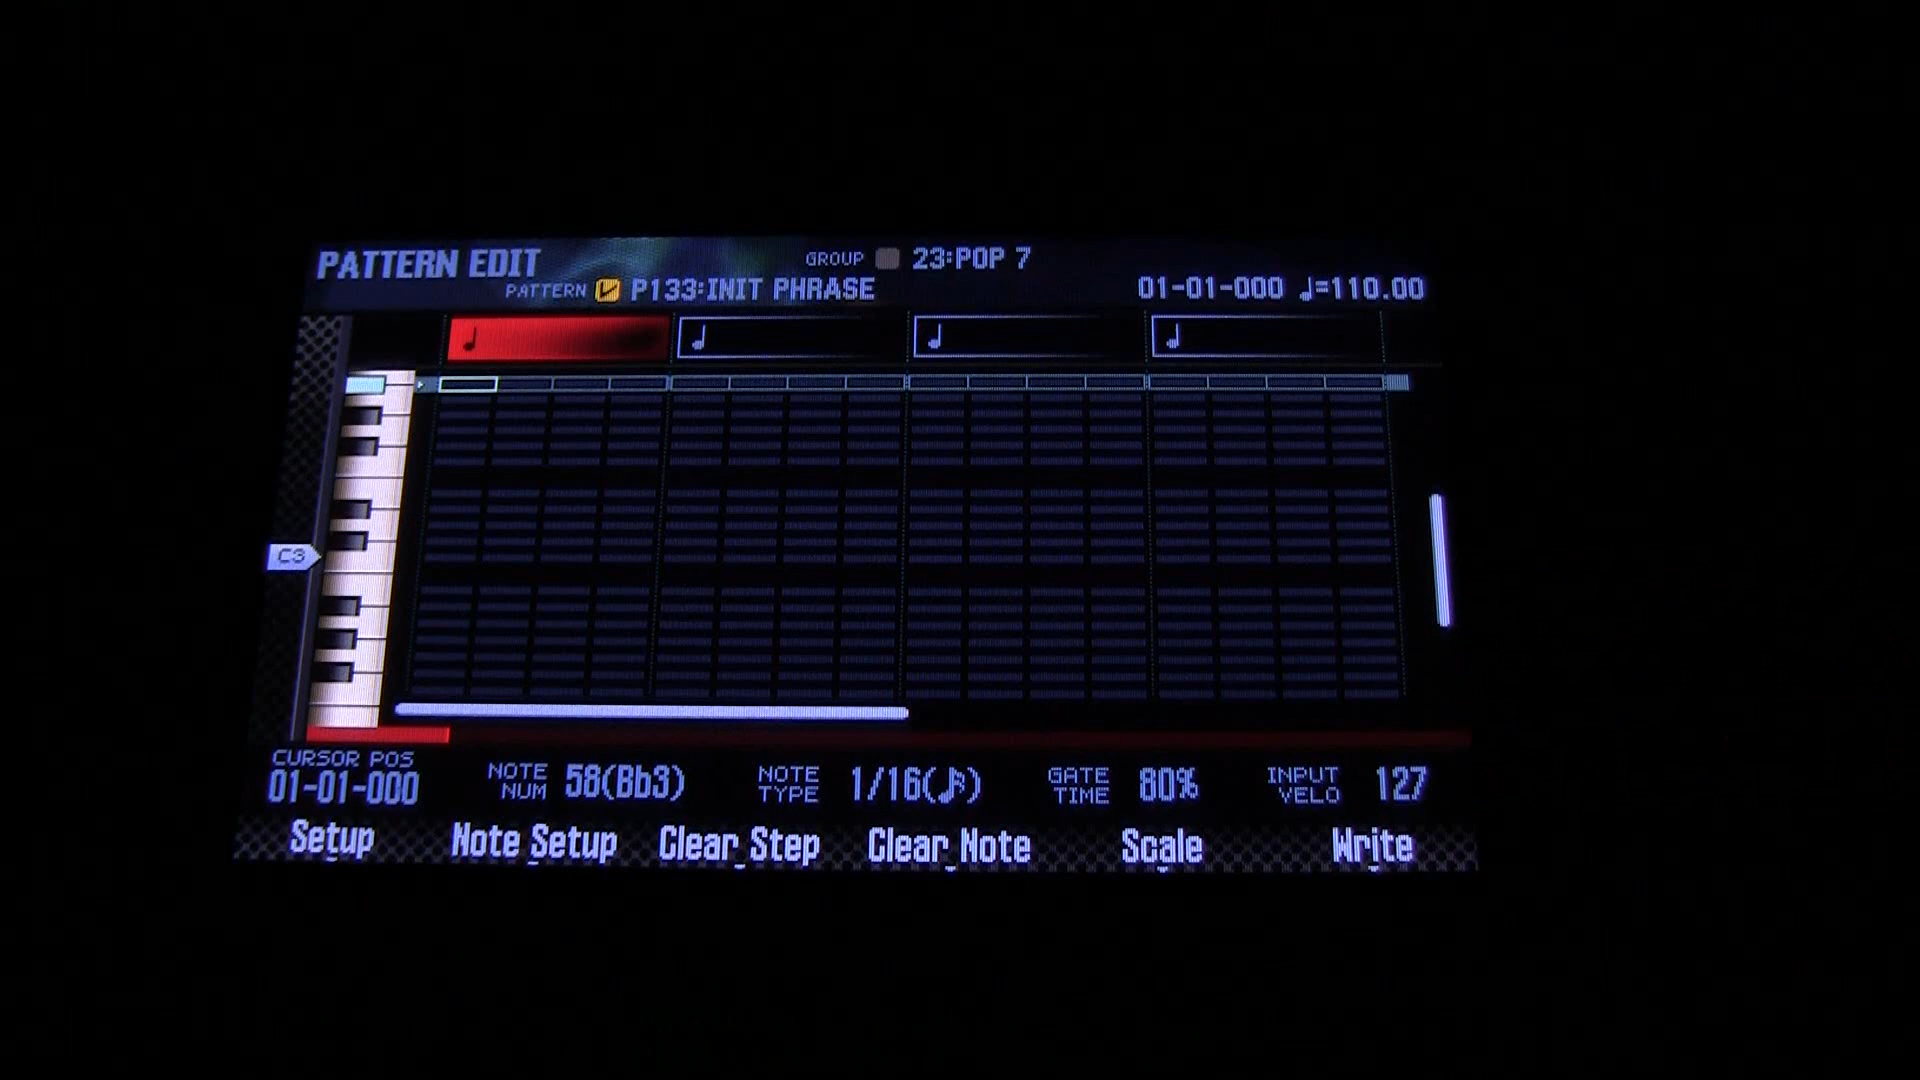 PATTERN EDIT
GROUP 23:POP 7
PATTERN P133:INIT PHRASE
01-01-000 ♩=110.00
C3
CURSOR POS
01-01-000
NOTE NUM 58(Bb3)
NOTE TYPE 1/16(♬)
GATE TIME 80%
INPUT VELO 127
Setup Note Setup Clear Step Clear Note Scale Write